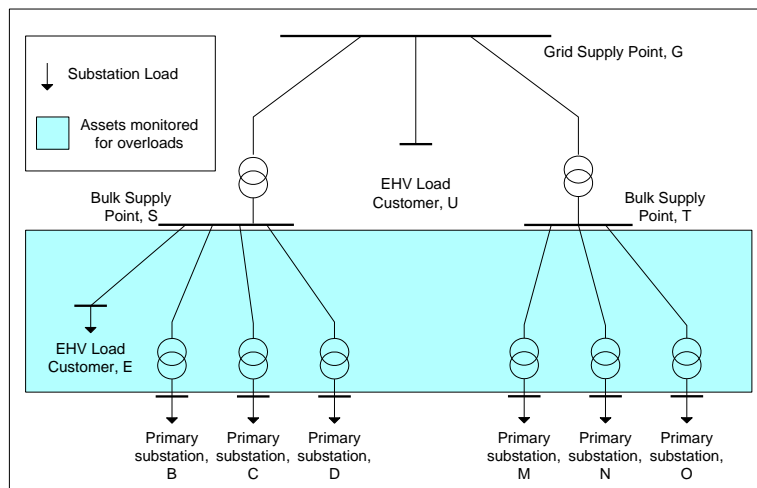 Grid Supply Point, G
Substation Load
Assets monitored
for overloads
EHV Load
Customer, U
Bulk Supply
Point, S
Bulk Supply
Point, T
EHV Load
Customer, E
Primary
substation,
B
Primary
substation,
C
Primary
substation,
D
Primary
substation,
M
Primary
substation,
N
Primary
substation,
O